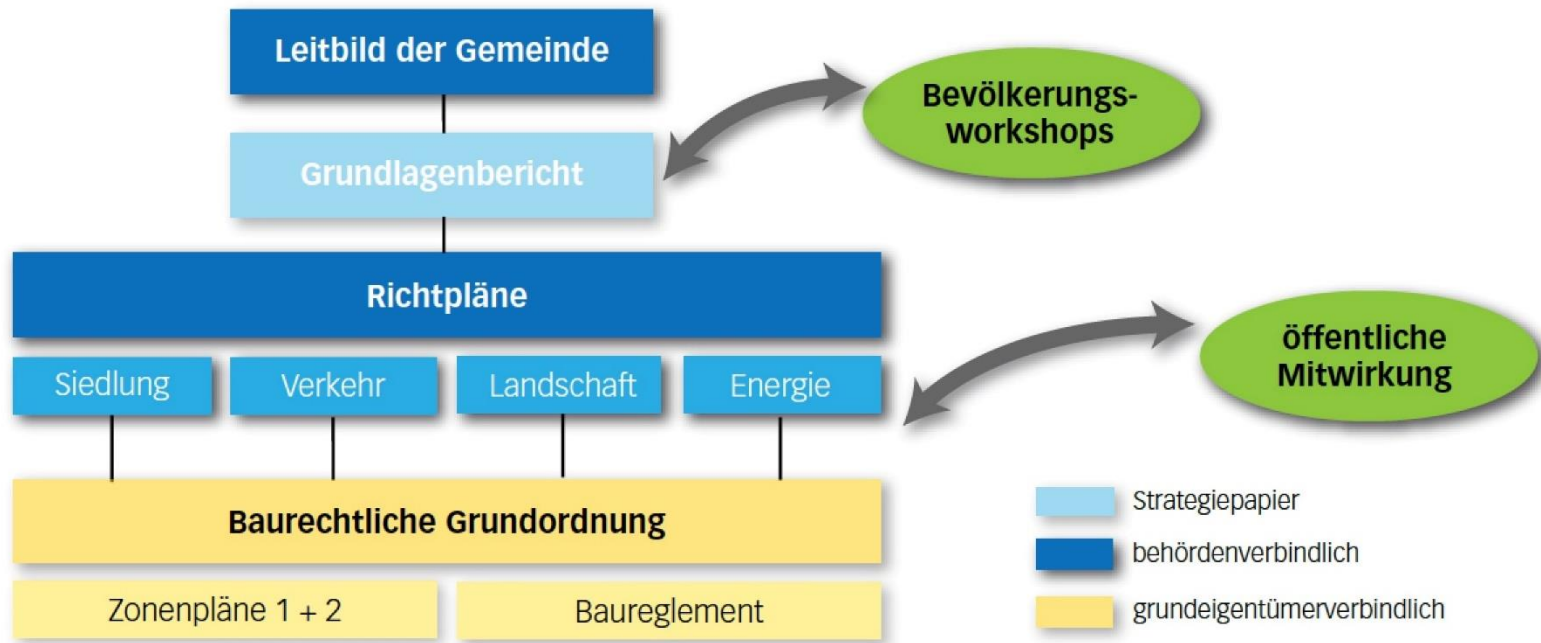 Leitbild der Gemeinde
Bevölkerungs-
workshops
Grundlagenbericht
Richtpläne
Siedlung
Verkehr
Landschaft
Energie
öffentliche
Mitwirkung
Baurechtliche Grundordnung
Zonenpläne 1 + 2
Baureglement
Strategiepapier
behördenverbindlich
grundeigentümerverbindlich